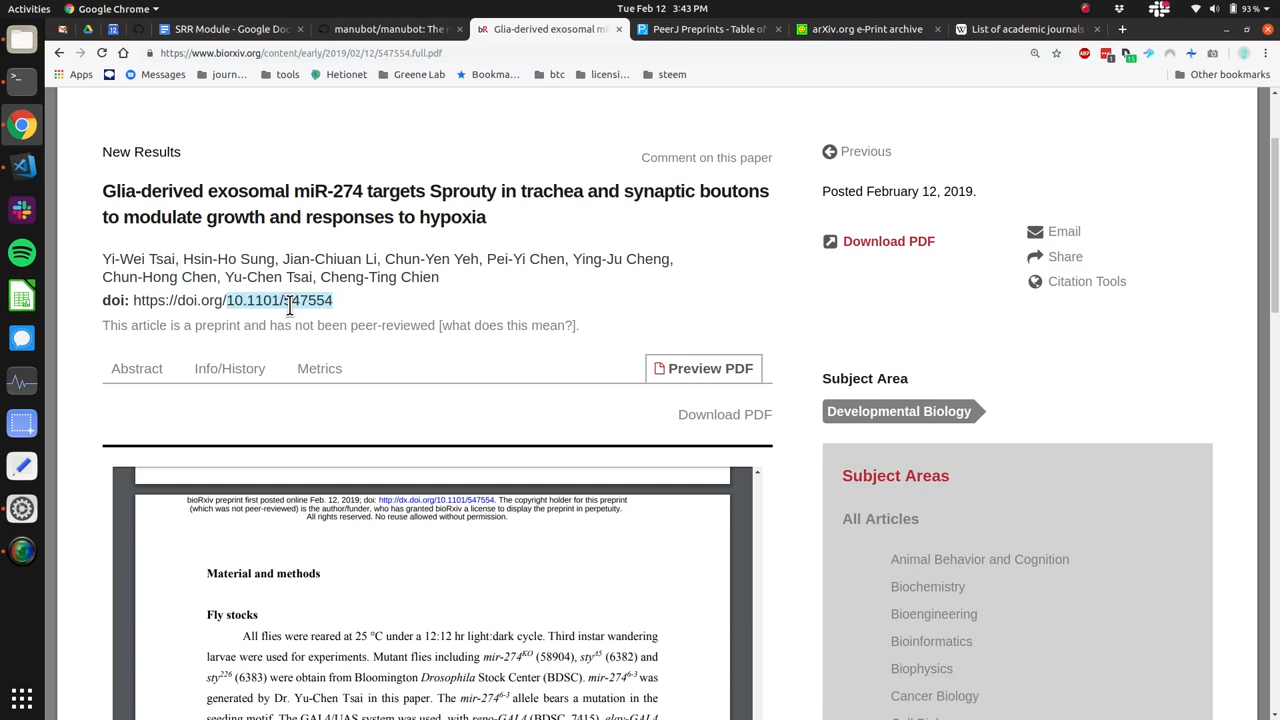 Activities Google Chrome Tue Feb 12 3:43 PM 93 %
SRR Module - Google Doc manubot/manubot: The m Glia-derived exosomal mi PeerJ Preprints - Table of arXiv.org e-Print archive List of academic journals
https://www.biorxiv.org/content/early/2019/02/12/547554.full.pdf
Apps Messages journ... tools Hetionet Greene Lab Bookma... btc licensi... steem Other bookmarks
New Results
Comment on this paper
Glia-derived exosomal miR-274 targets Sprouty in trachea and synaptic boutons
to modulate growth and responses to hypoxia
Yi-Wei Tsai, Hsin-Ho Sung, Jian-Chiuan Li, Chun-Yen Yeh, Pei-Yi Chen, Ying-Ju Cheng,
Chun-Hong Chen, Yu-Chen Tsai, Cheng-Ting Chien
doi: https://doi.org/10.1101/547554
This article is a preprint and has not been peer-reviewed [what does this mean?].
Abstract Info/History Metrics Preview PDF
Download PDF
bioRxiv preprint first posted online Feb. 12, 2019; doi: http://dx.doi.org/10.1101/547554. The copyright holder for this preprint
(which was not peer-reviewed) is the author/funder, who has granted bioRxiv a license to display the preprint in perpetuity.
All rights reserved. No reuse allowed without permission.
Material and methods
Fly stocks
All flies were reared at 25 °C under a 12:12 hr light:dark cycle. Third instar wandering
larvae were used for experiments. Mutant flies including mir-274KO (58904), styΔ5 (6382) and
sty226 (6383) were obtain from Bloomington Drosophila Stock Center (BDSC). mir-2746-3 was
generated by Dr. Yu-Chen Tsai in this paper. The mir-2746-3 allele bears a mutation in the
seeding motif. The GAL4/UAS system was used, with repo-GAL4 (BDSC, 7415), elav-GAL4
Previous
Posted February 12, 2019.
Download PDF
Email
Share
Citation Tools
Subject Area
Developmental Biology
Subject Areas
All Articles
Animal Behavior and Cognition
Biochemistry
Bioengineering
Bioinformatics
Biophysics
Cancer Biology